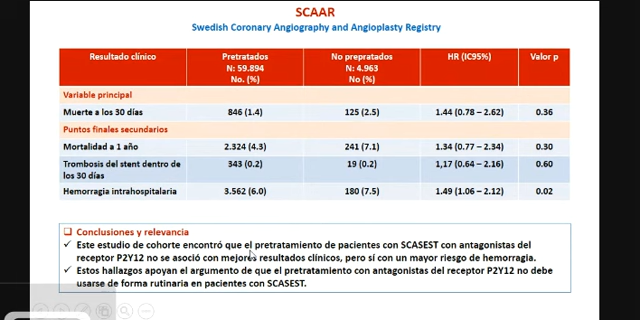 SCAAR
Swedish Coronary Angiography and Angioplasty Registry
Resultado clínico Pretratados No prepratados HR (IC95%) Valor p
N: 59.894 N: 4.963
No. (%) No (%)
Variable principal
Muerte a los 30 días 846 (1.4) 125 (2.5) 1.44 (0.78 – 2.62) 0.36
Puntos finales secundarios
Mortalidad a 1 año 2.324 (4.3) 241 (7.1) 1.34 (0.77 – 2.34) 0.30
Trombosis del stent dentro de 343 (0.2) 19 (0.2) 1,17 (0.64 – 2.16) 0.60
los 30 días
Hemorragia intrahospitalaria 3.562 (6.0) 180 (7.5) 1.49 (1.06 – 2.12) 0.02
Conclusiones y relevancia
Este estudio de cohorte encontró que el pretratamiento de pacientes con SCASEST con antagonistas del
receptor P2Y12 no se asoció con mejores resultados clínicos, pero sí con un mayor riesgo de hemorragia.
Estos hallazgos apoyan el argumento de que el pretratamiento con antagonistas del receptor P2Y12 no debe
usarse de forma rutinaria en pacientes con SCASEST.